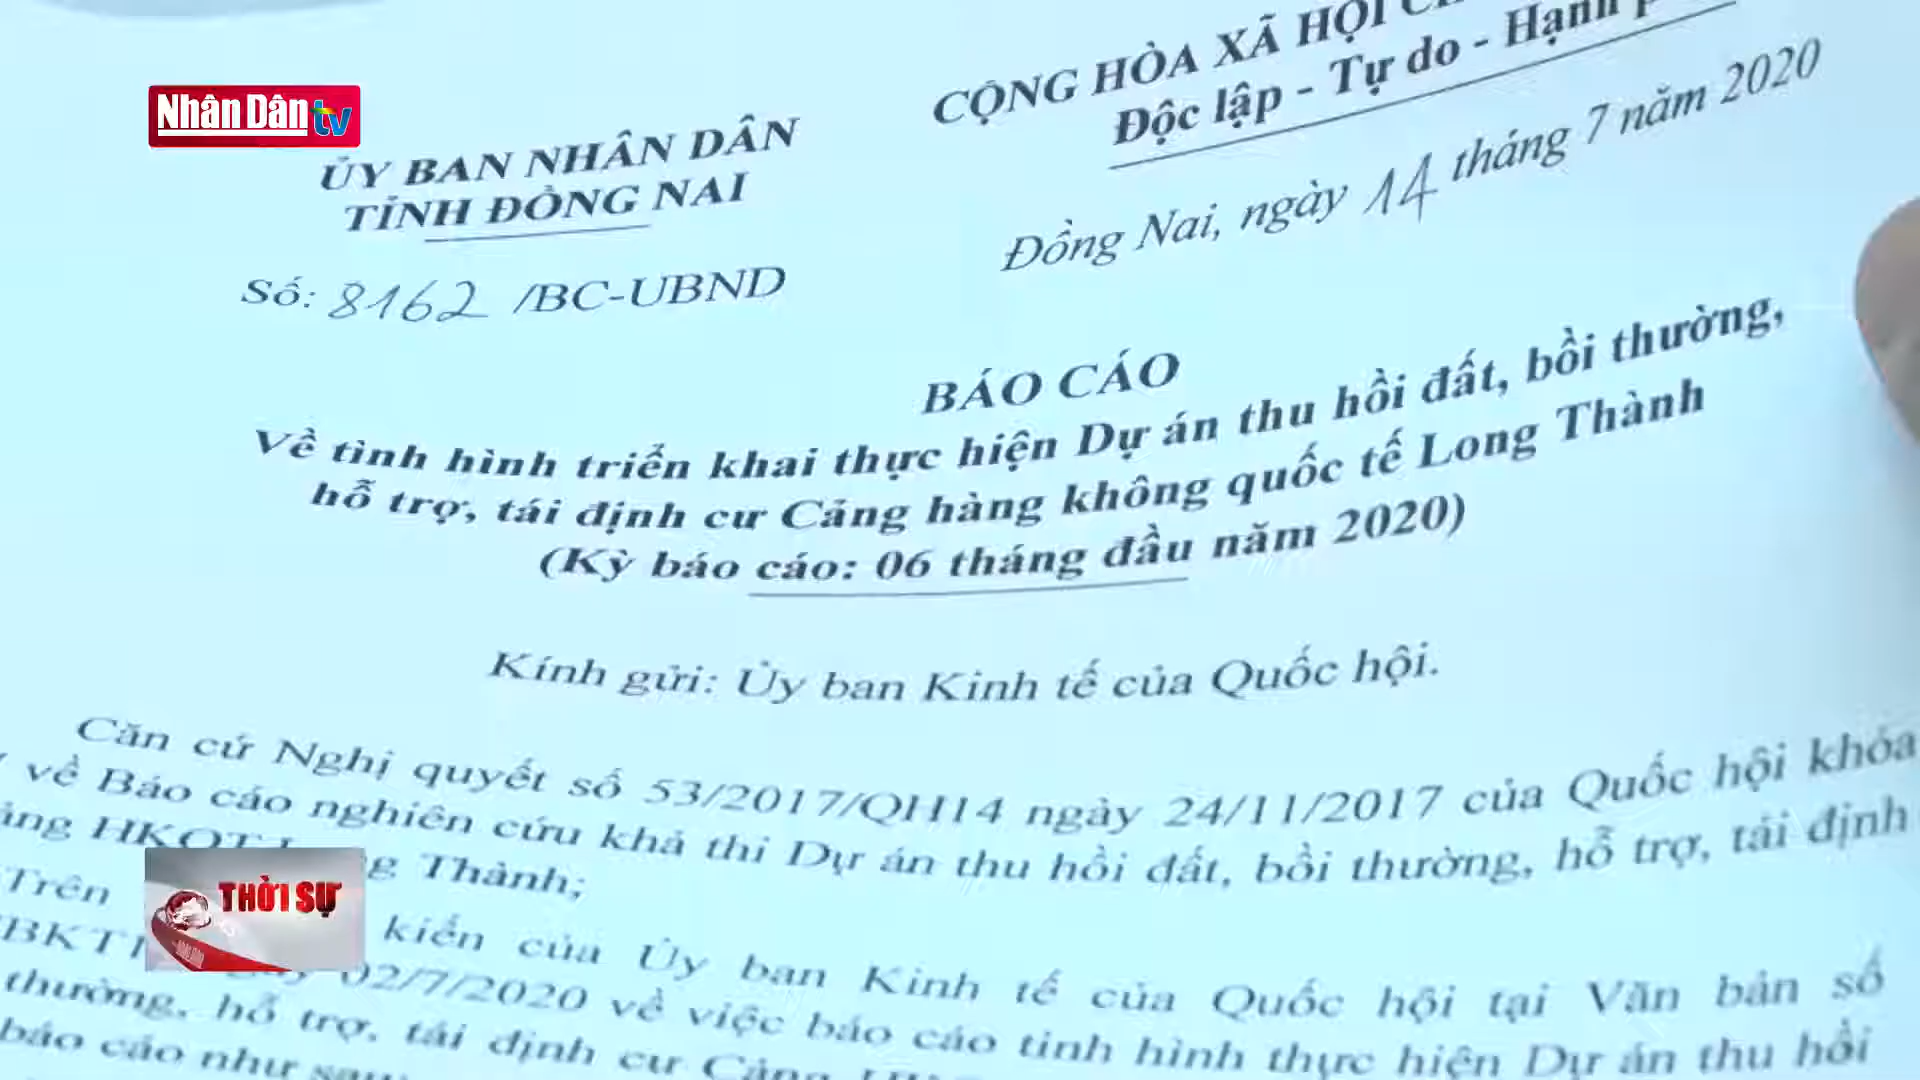 Nhân Dân tv
ỦY BAN NHÂN DÂN
TỈNH ĐỒNG NAI
Số: 8162 /BC-UBND
CỘNG HÒA XÃ HỘI
Độc lập - Tự do - Hạnh
Đồng Nai, ngày 14 tháng 7 năm 2020
BÁO CÁO
Về tình hình triển khai thực hiện Dự án thu hồi đất, bồi thường,
hỗ trợ, tái định cư Cảng hàng không quốc tế Long Thành
(Kỳ báo cáo: 06 tháng đầu năm 2020)
Kính gửi: Ủy ban Kinh tế của Quốc hội.
Căn cứ Nghị quyết số 53/2017/QH14 ngày 24/11/2017 của Quốc hội khóa
về Báo cáo nghiên cứu khả thi Dự án thu hồi đất, bồi thường, hỗ trợ, tái định
Thành;
Trên kiến của Ủy ban Kinh tế của Quốc hội tại Văn bản số
02/7/2020 về việc báo cáo tình hình thực hiện Dự án thu hồi
thường, hỗ trợ, tái định cư Cảng
báo cáo như sau
THỜI SỰ